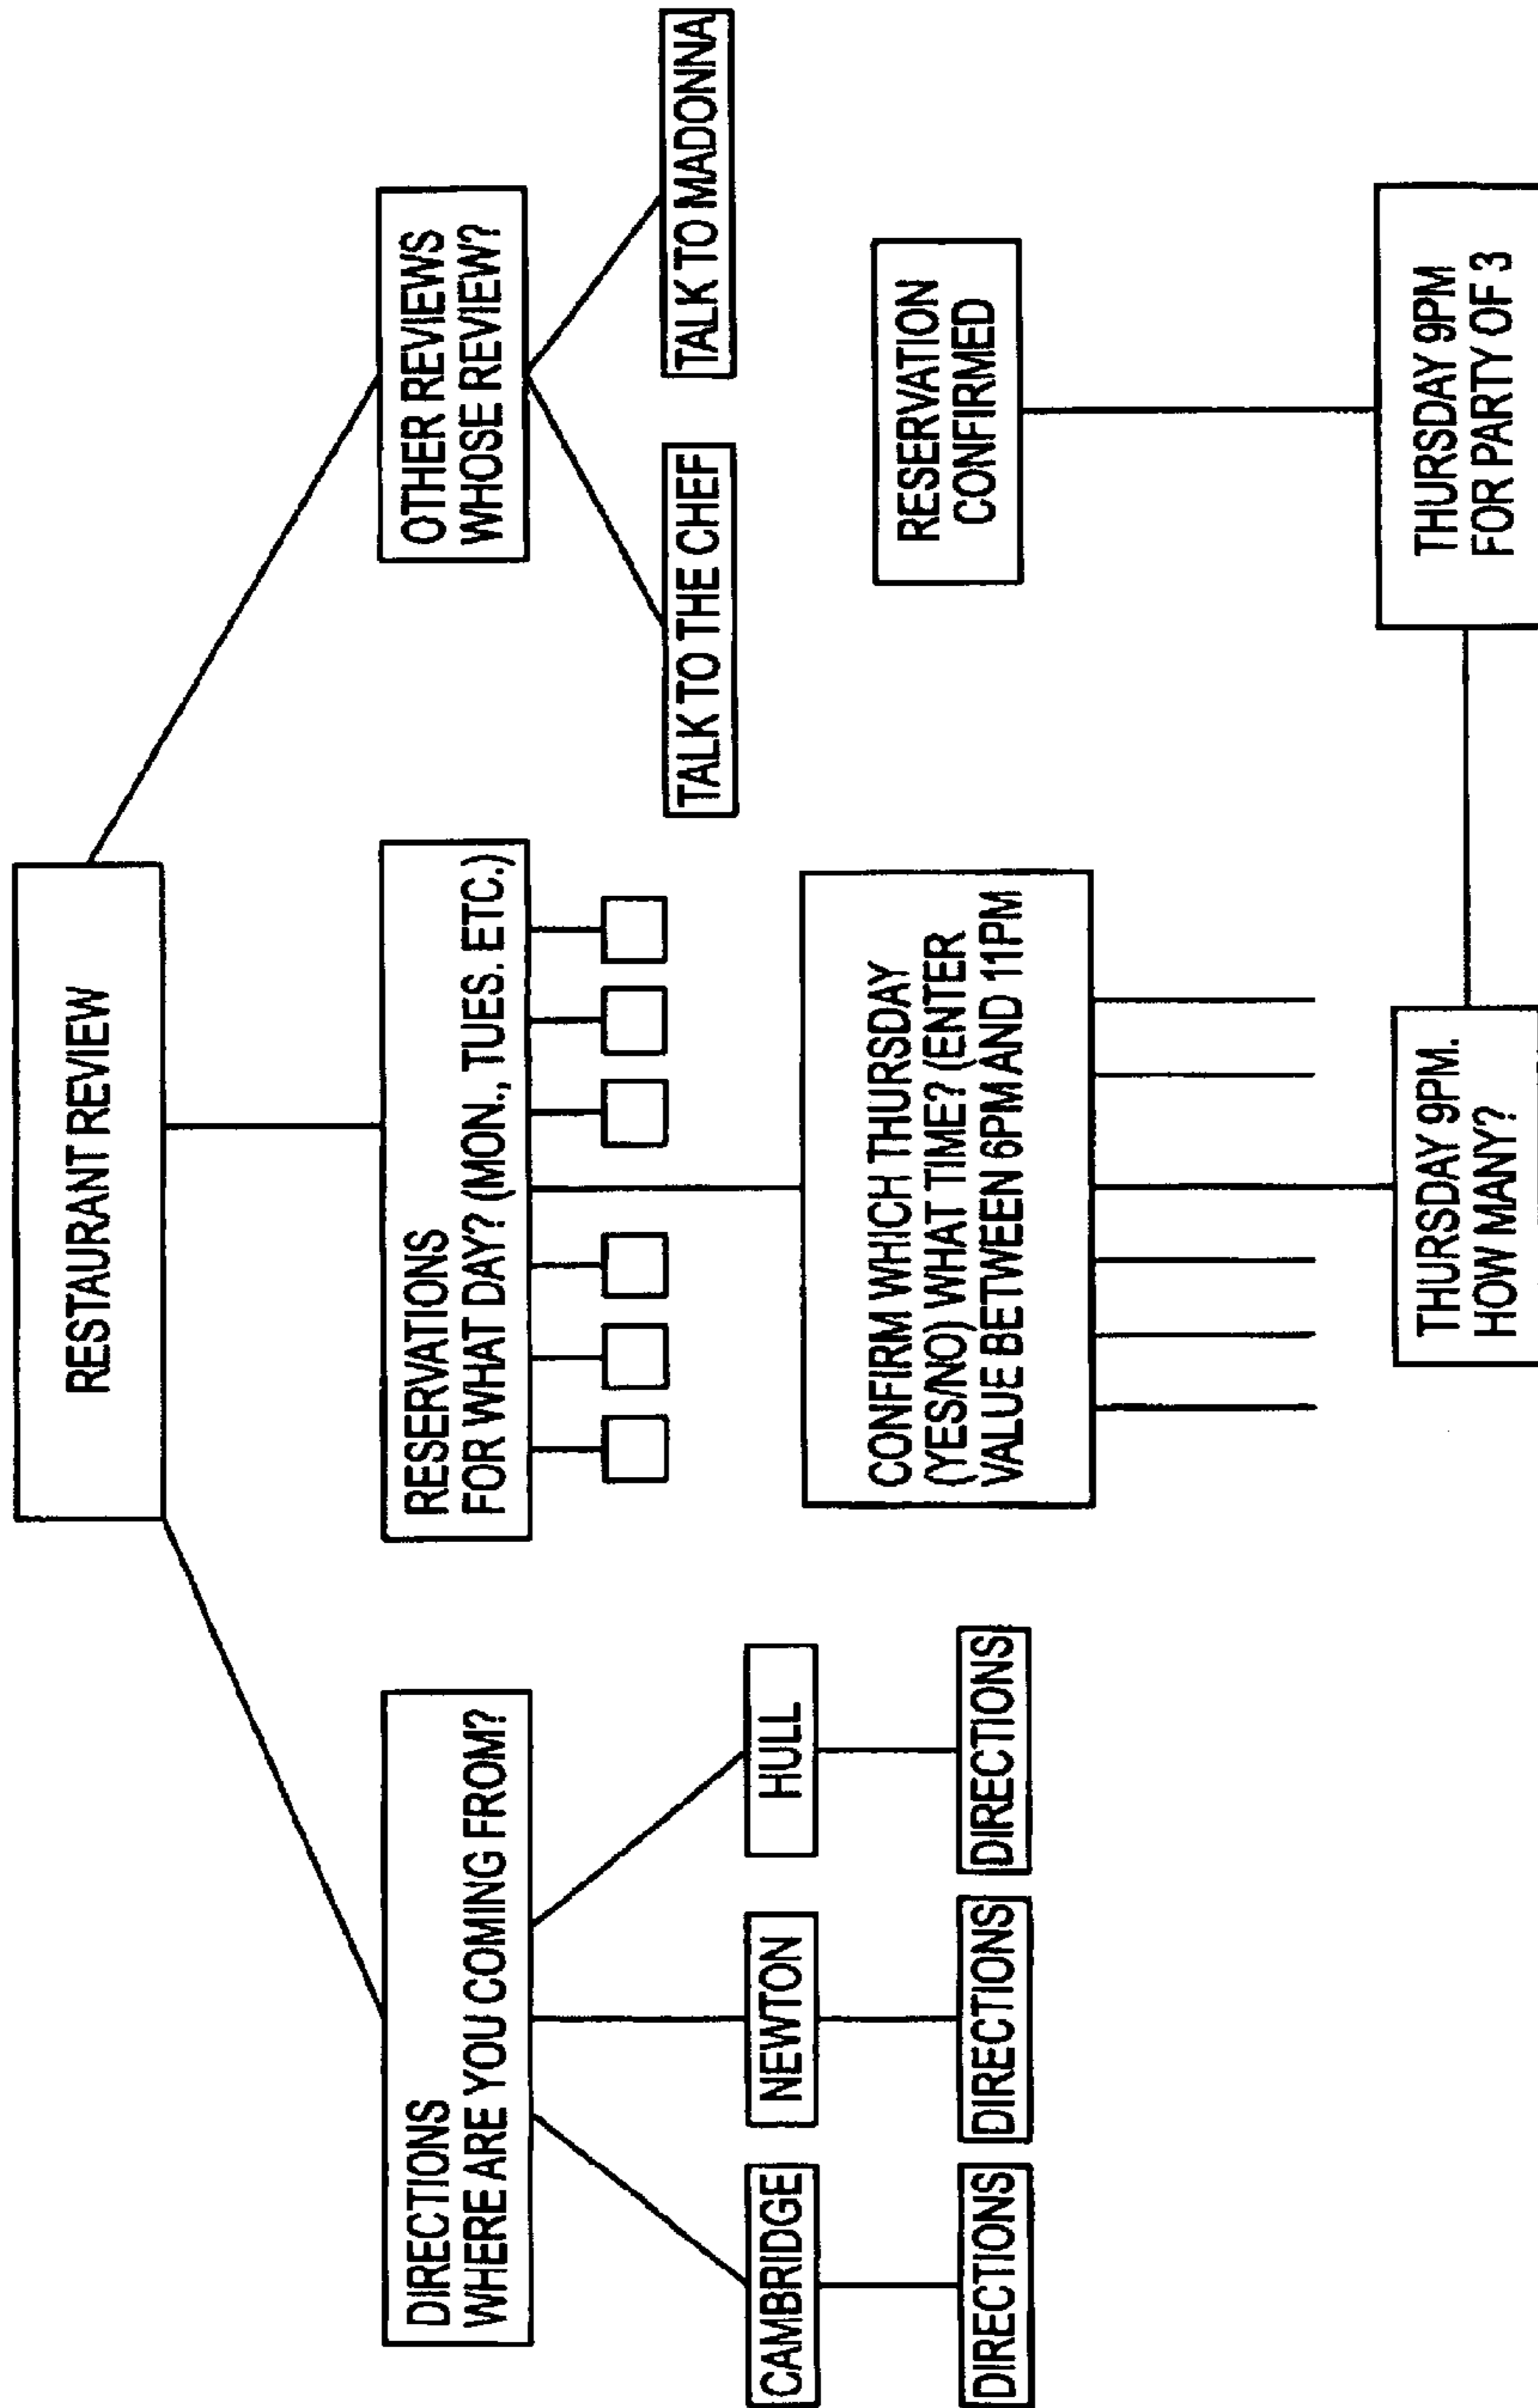 RESTAURANT REVIEW
DIRECTIONS
WHERE ARE YOU COMING FROM?
RESERVATIONS
FOR WHAT DAY? (MON., TUES. ETC.)
OTHER REVIEWS
WHOSE REVIEW?
CAMBRIDGE
NEWTON
HULL
DIRECTIONS
DIRECTIONS
DIRECTIONS
TALK TO THE CHEF
TALK TO MADONNA
CONFIRM WHICH THURSDAY
(YES/NO) WHAT TIME? (ENTER
VALUE BETWEEN 6PM AND 11PM
THURSDAY 9PM.
HOW MANY?
THURSDAY 9PM
FOR PARTY OF 3
RESERVATION
CONFIRMED